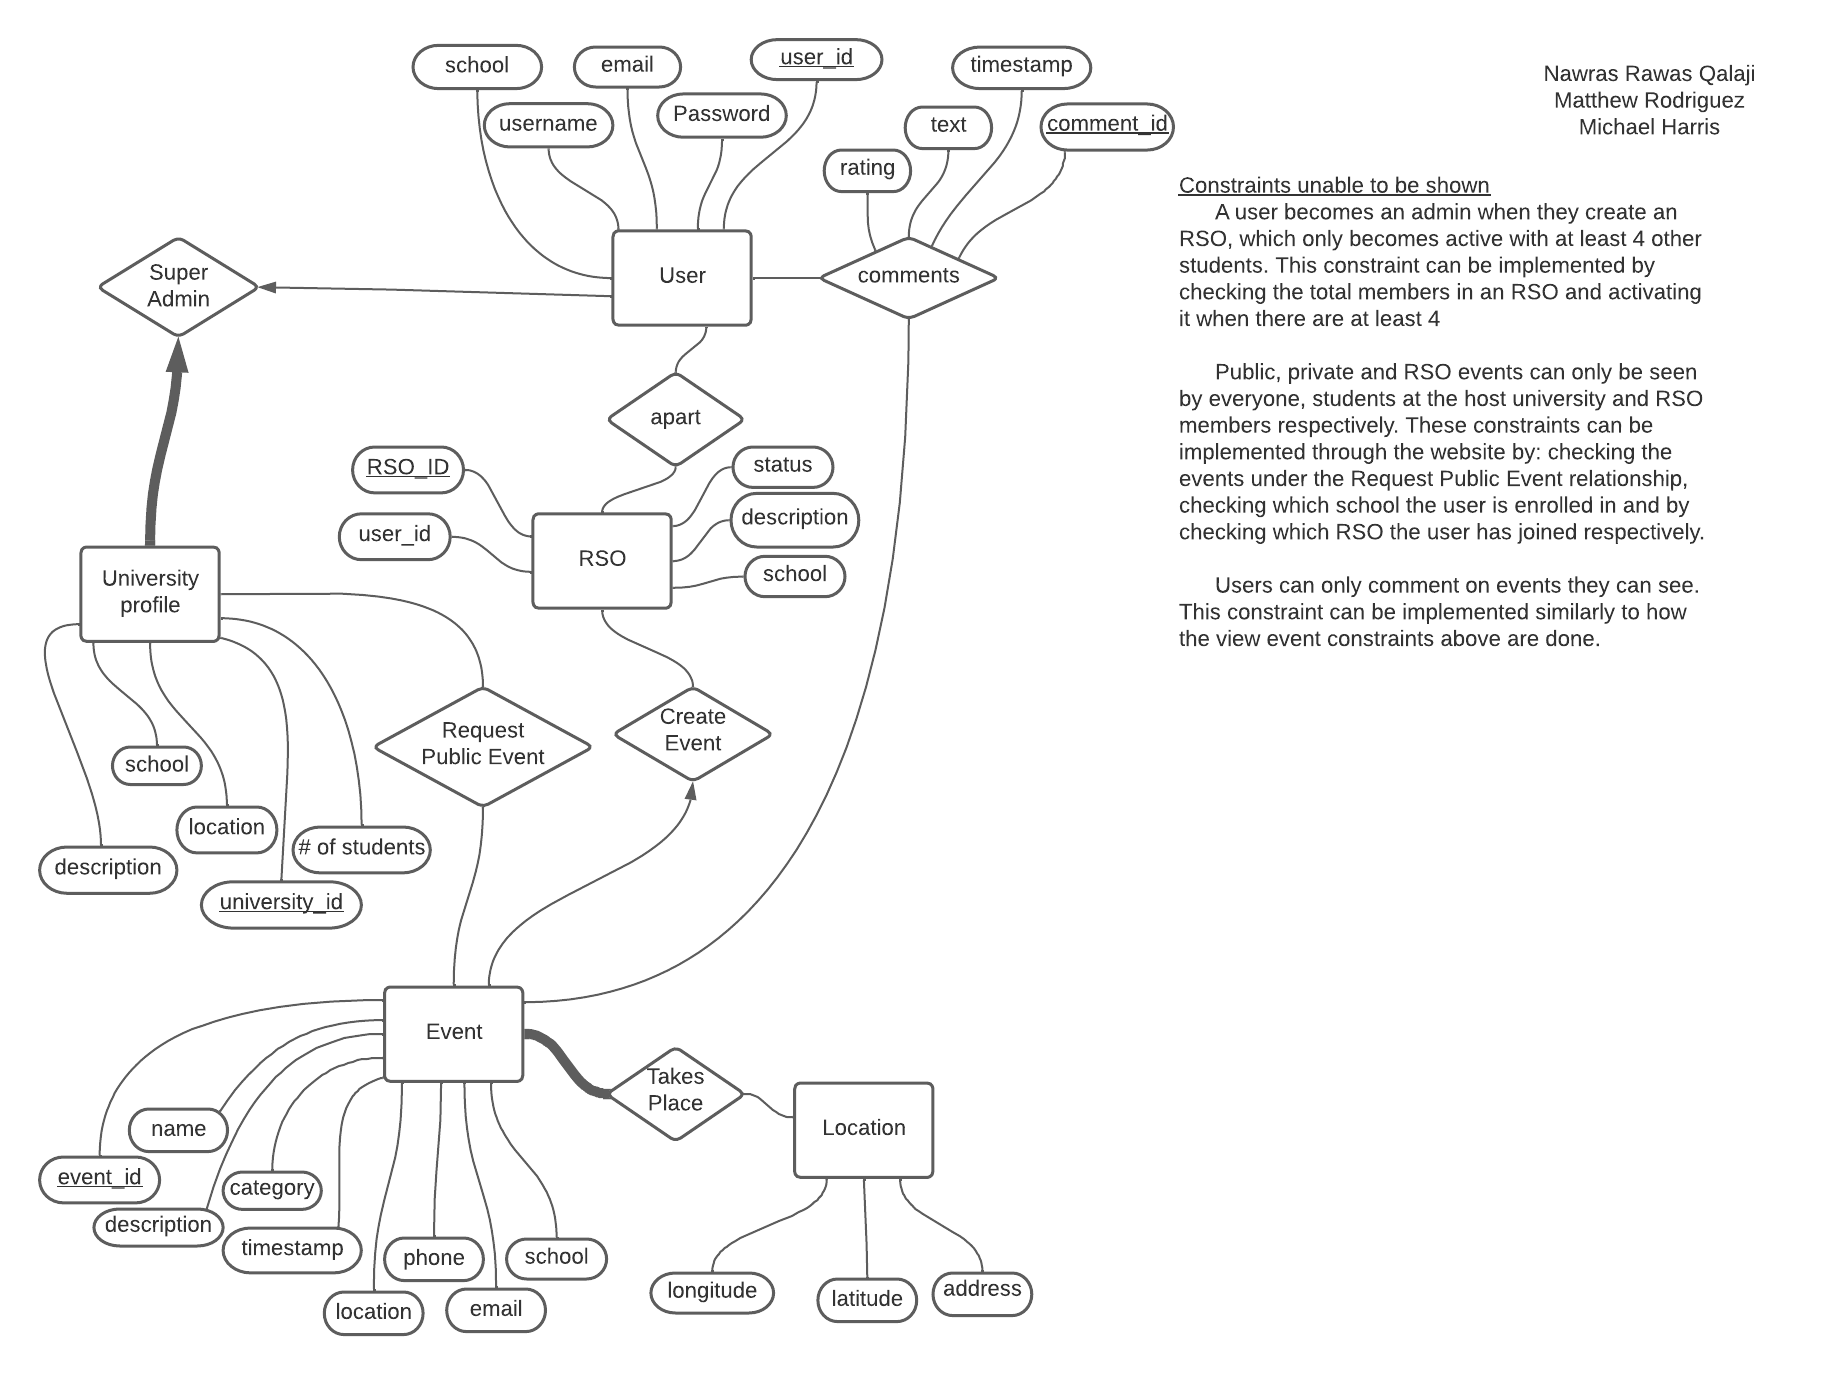 school
email
user_id
timestamp
Nawras Rawas Qalaji
Matthew Rodriguez
Michael Harris
username
Password
text
comment_id
rating
Constraints unable to be shown
A user becomes an admin when they create an
RSO, which only becomes active with at least 4 other
students. This constraint can be implemented by
checking the total members in an RSO and activating
it when there are at least 4
Public, private and RSO events can only be seen
by everyone, students at the host university and RSO
members respectively. These constraints can be
implemented through the website by: checking the
events under the Request Public Event relationship,
checking which school the user is enrolled in and by
checking which RSO the user has joined respectively.
Users can only comment on events they can see.
This constraint can be implemented similarly to how
the view event constraints above are done.
Super
Admin
User
comments
apart
RSO_ID
status
user_id
description
RSO
school
University
profile
Request
Public Event
Create
Event
school
location
# of students
description
university_id
Event
Takes
Place
Location
name
event_id
category
description
timestamp
phone
school
location
email
longitude
latitude
address